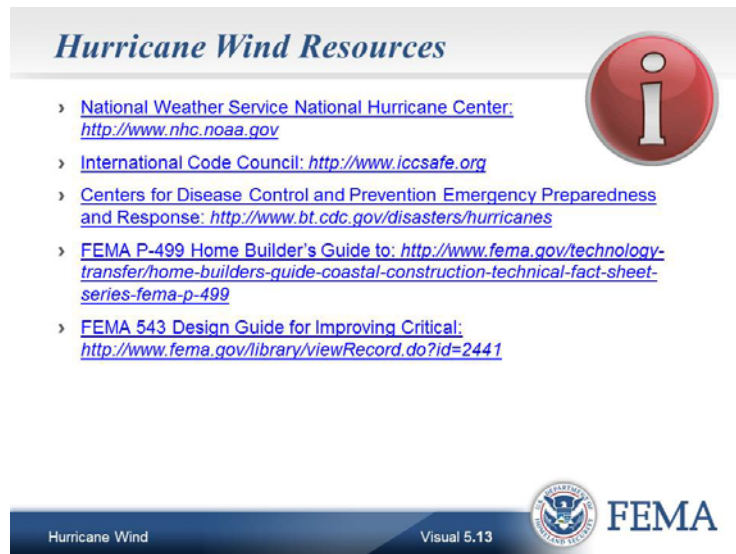 Hurricane Wind Resources
› National Weather Service National Hurricane Center:
http://www.nhc.noaa.gov
› International Code Council: http://www.iccsafe.org
› Centers for Disease Control and Prevention Emergency Preparedness
and Response: http://www.bt.cdc.gov/disasters/hurricanes
› FEMA P-499 Home Builder's Guide to: http://www.fema.gov/technology-
transfer/home-builders-guide-coastal-construction-technical-fact-sheet-
series-fema-p-499
› FEMA 543 Design Guide for Improving Critical:
http://www.fema.gov/library/viewRecord.do?id=2441
i
U.S. DEPARTMENT OF
HOMELAND SECURITY
FEMA
Hurricane Wind
Visual 5.13